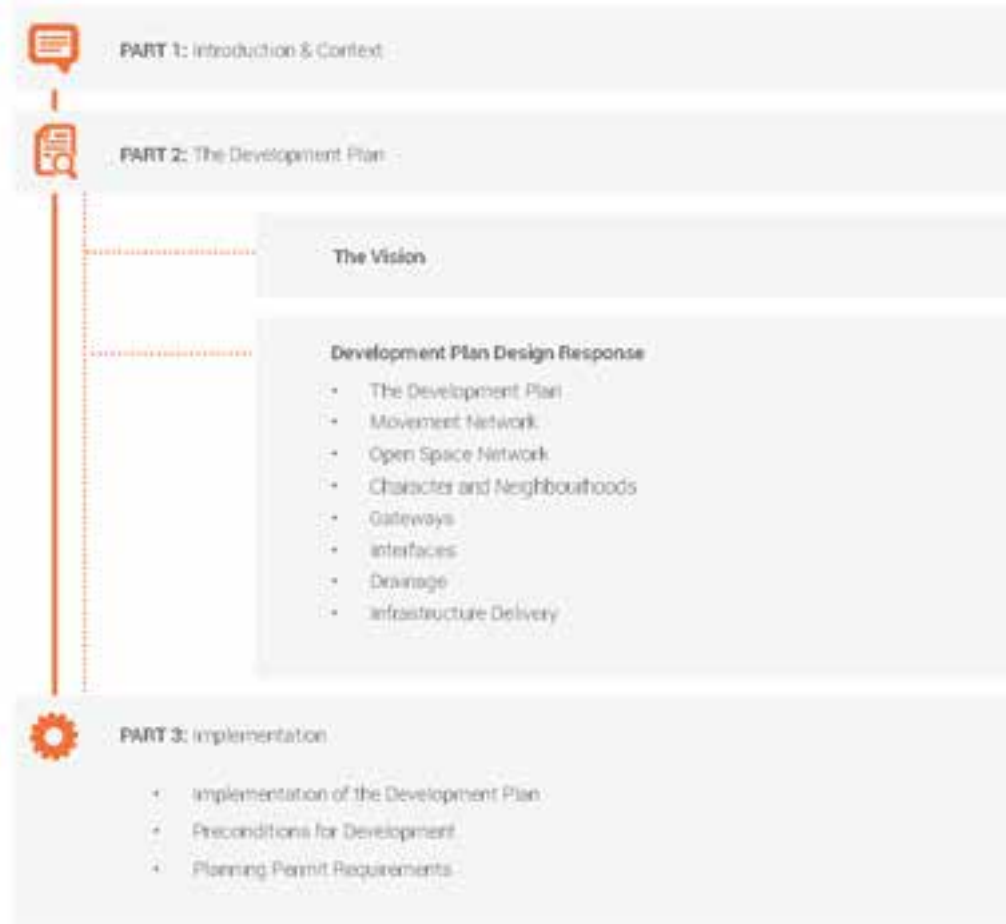 PART 1: Introduction & Context
PART 2: The Development Plan
The Vision
Development Plan Design Response
• The Development Plan
• Movement Network
• Open Space Network
• Character and Neighbourhoods
• Gateways
• Interfaces
• Drainage
• Infrastructure Delivery
PART 3: Implementation
• Implementation of the Development Plan
• Preconditions for Development
• Planning Permit Requirements